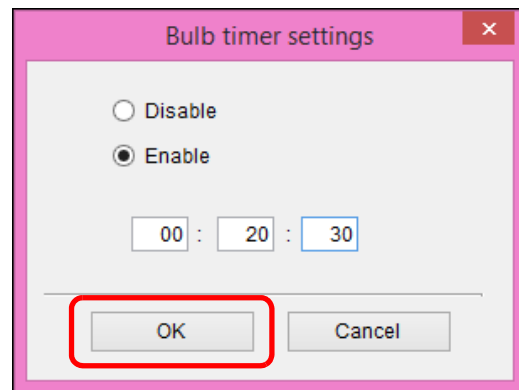 Bulb timer settings
Disable
Enable
00 : 20 : 30
OK Cancel